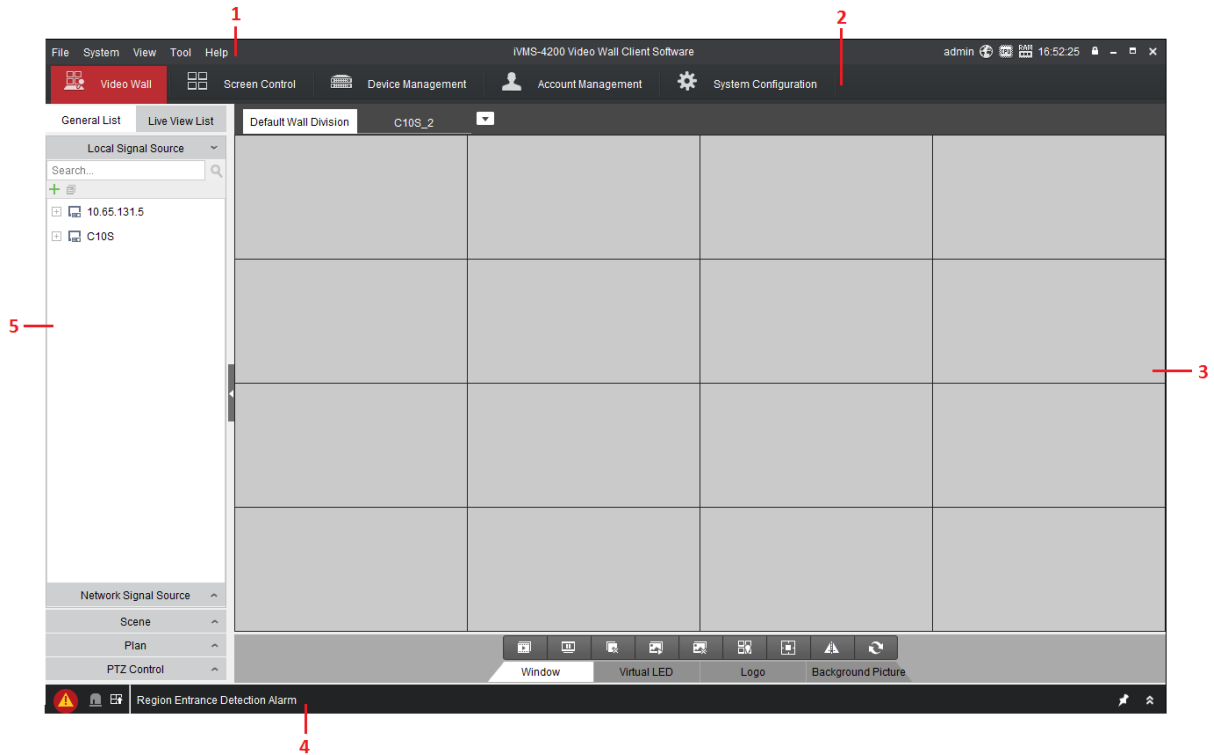 1
File System View Tool Help iVMS-4200 Video Wall Client Software admin CPU RAM 16:52:25
2
Video Wall Screen Control Device Management Account Management System Configuration
General List Live View List Default Wall Division C10S_2
Local Signal Source
Search...
10.65.131.5
C10S
5
3
Network Signal Source
Scene
Plan
PTZ Control
Window Virtual LED Logo Background Picture
Region Entrance Detection Alarm
4